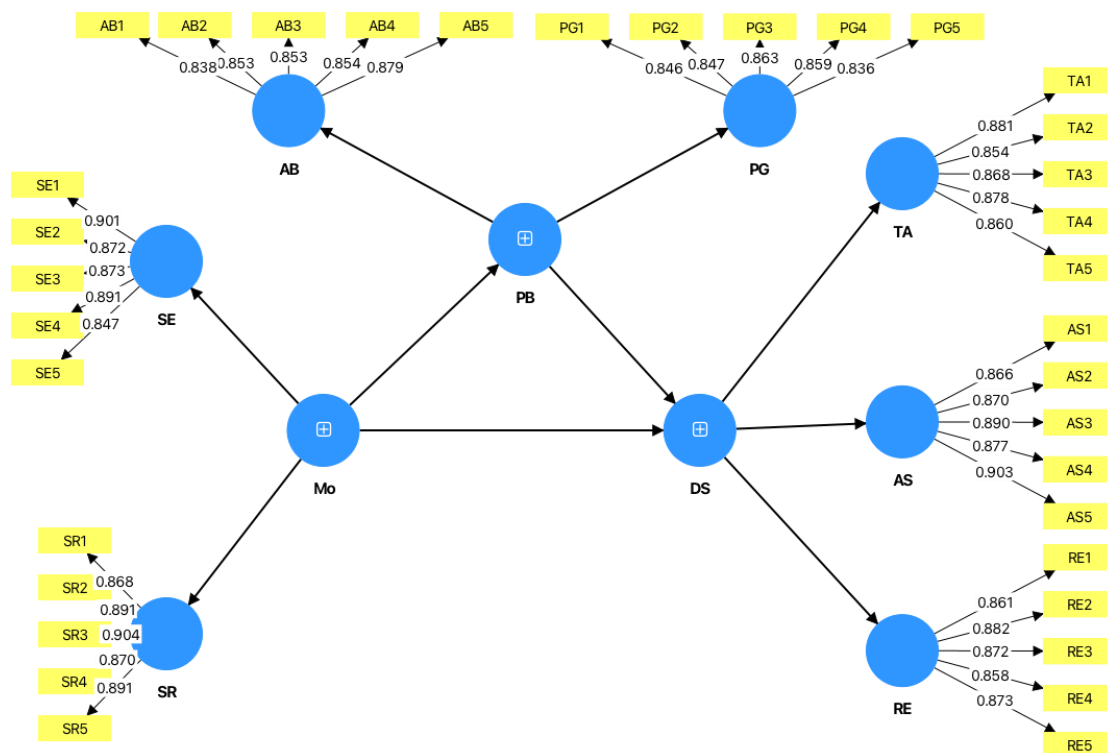 AB1 AB2 AB3 AB4 AB5
0.838 0.853 0.853 0.854 0.879
AB
PG1 PG2 PG3 PG4 PG5
0.846 0.847 0.863 0.859 0.836
PG
TA1
TA2
TA3
TA4
TA5
0.881
0.854
0.868
0.878
0.860
TA
SE1
SE2
SE3
SE4
SE5
0.901
0.872
0.873
0.891
0.847
SE
PB
AS1
AS2
AS3
AS4
AS5
0.866
0.870
0.890
0.877
0.903
AS
Mo
DS
SR1
SR2
SR3
SR4
SR5
0.868
0.891
0.904
0.870
0.891
SR
RE1
RE2
RE3
RE4
RE5
0.861
0.882
0.872
0.858
0.873
RE